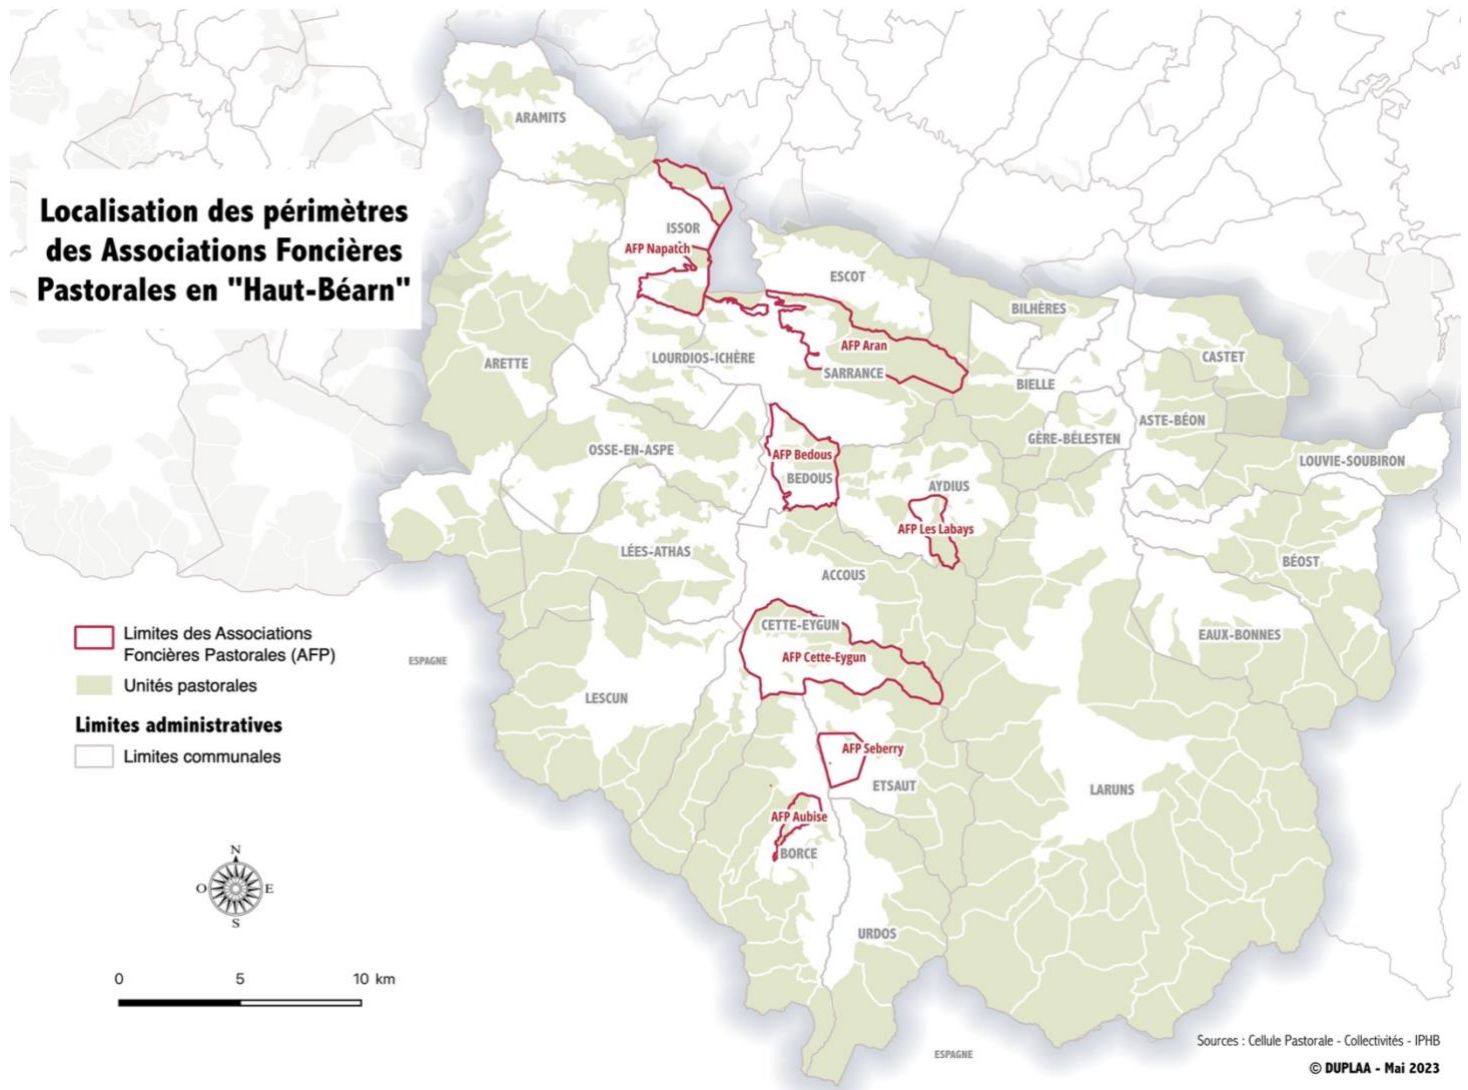 Localisation des périmètres
des Associations Foncières
Pastorales en "Haut-Béarn"
ARAMITS
ISSOR
AFP Napatch
ESCOT
BILHÈRES
AFP Aran
LOURDIOS-ICHÈRE
ARETTE
SARRANCE
CASTET
BIELLE
ASTE-BÉON
GÈRE-BÉLESTEN
OSSE-EN-ASPE
AFP Bedous
BEDOUS
LOUVIE-SOUBIRON
AYDIUS
AFP Les Labays
LÉES-ATHAS
ACCOUS
BÉOST
CETTE-EYGUN
EAUX-BONNES
AFP Cette-Eygun
LESCUN
AFP Seberry
ETSAUT
LARUNS
AFP Aubise
BORCE
URDOS
ESPAGNE
ESPAGNE
Limites des Associations
Foncières Pastorales (AFP)
Unités pastorales
Limites administratives
Limites communales
N
O E
S
0 5 10 km
Sources : Cellule Pastorale - Collectivités - IPHB
© DUPLAA - Mai 2023